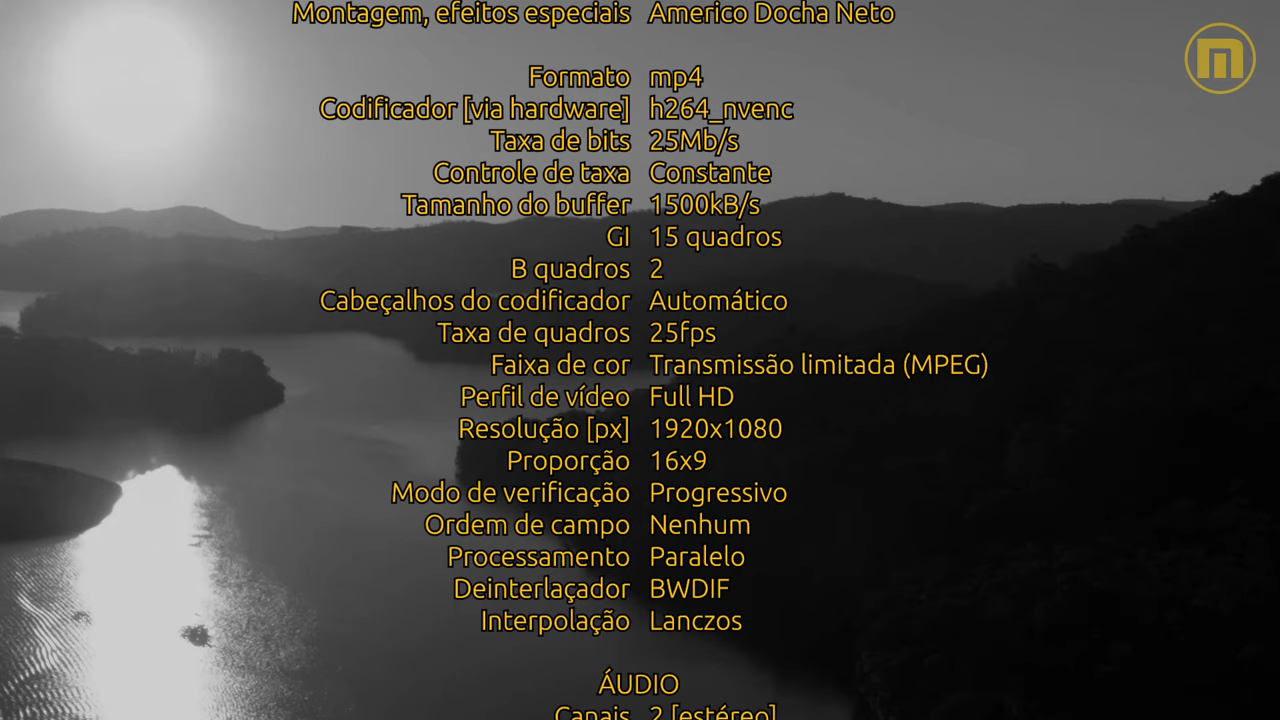 Montagem, efeitos especiais Americo Docha Neto
Formato mp4
Codificador [via hardware] h264_nvenc
Taxa de bits 25Mb/s
Controle de taxa Constante
Tamanho do buffer 1500kB/s
GI 15 quadros
B quadros 2
Cabeçalhos do codificador Automático
Taxa de quadros 25fps
Faixa de cor Transmissão limitada (MPEG)
Perfil de vídeo Full HD
Resolução [px] 1920x1080
Proporção 16x9
Modo de verificação Progressivo
Ordem de campo Nenhum
Processamento Paralelo
Deinterlaçador BWDIF
Interpolação Lanczos
ÁUDIO
Canais 2 [estéreo]